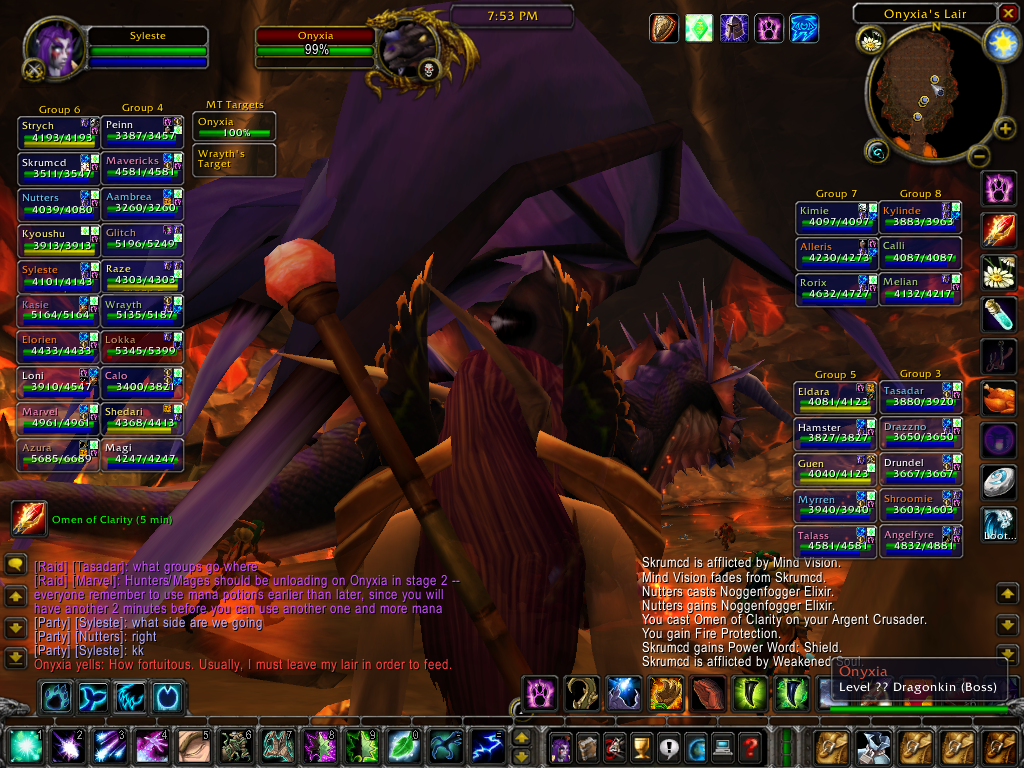 7:53 PM
Syleste
Onyxia
99%
Onyxia's Lair
N
Group 6
Strych
4193/4193
Skrumcd
3511/3547
Nutters
4039/4080
Kyoushu
3913/3913
Syleste
4101/4143
Kasie
5164/5164
Elorien
4433/4433
Loni
3910/4547
Marvel
4961/4961
Azura
5685/6689
Group 4
Peinn
3387/3457
Mavericks
4581/4581
Aambrea
3260/3260
Glitch
5196/5249
Raze
4303/4303
Wrayth
5135/5187
Lokka
5345/5399
Calo
3400/3821
Shedari
4368/4413
Magi
4247/4247
MT Targets
Onyxia
100%
Wrayth's
Target
Group 7
Kimie
4097/4097
Alleris
4230/4273
Rorix
4632/4727
Group 8
Kylinde
3883/3963
Calli
4087/4087
Melian
4132/4217
Group 5
Eldara
4081/4123
Hamster
3827/3827
Guen
4040/4123
Myrren
3940/3940
Talass
4581/4581
Group 3
Tasadar
3880/3920
Drazzno
3650/3650
Drundel
3667/3667
Shroomie
3603/3603
Angelfyre
4832/4881
Loot...
Omen of Clarity (5 min)
[Raid] [Tasadar]: what groups go where
[Raid] [Marvel]: Hunters/Mages should be unloading on Onyxia in stage 2 --
everyone remember to use mana potions earlier than later, since you will
have another 2 minutes before you can use another one and more mana
[Party] [Syleste]: what side are we going
[Party] [Nutters]: right
[Party] [Syleste]: kk
Onyxia yells: How fortuitous. Usually, I must leave my lair in order to feed.
Skrumcd is afflicted by Mind Vision.
Mind Vision fades from Skrumcd.
Nutters casts Noggenfogger Elixir.
Nutters gains Noggenfogger Elixir.
You cast Omen of Clarity on your Argent Crusader.
You gain Fire Protection.
Skrumcd gains Power Word: Shield.
Skrumcd is afflicted by Weakened Soul.
Onyxia
Level ?? Dragonkin (Boss)
1 2 3 4 5 6 7 8 9 0 - =